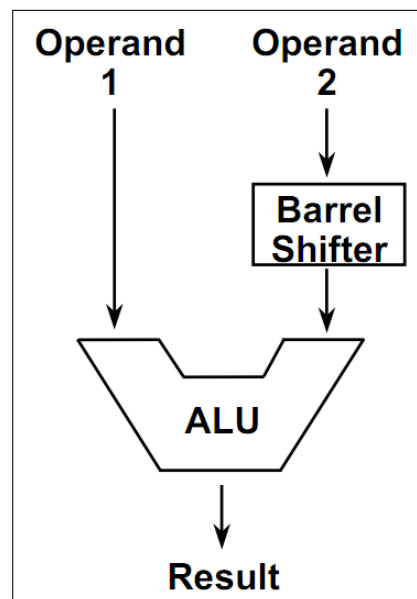 Operand
1
Operand
2
Barrel
Shifter
ALU
Result